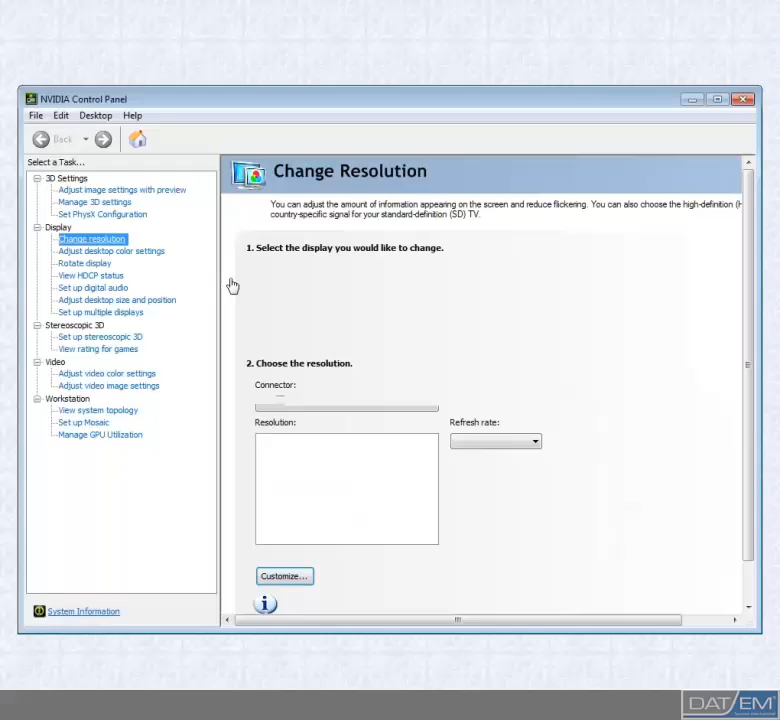 NVIDIA Control Panel
File Edit Desktop Help
Back
Select a Task...
3D Settings
Adjust image settings with preview
Manage 3D settings
Set PhysX Configuration
Display
Change resolution
Adjust desktop color settings
Rotate display
View HDCP status
Set up digital audio
Adjust desktop size and position
Set up multiple displays
Stereoscopic 3D
Set up stereoscopic 3D
View rating for games
Video
Adjust video color settings
Adjust video image settings
Workstation
View system topology
Set up Mosaic
Manage GPU Utilization
System Information
Change Resolution
You can adjust the amount of information appearing on the screen and reduce flickering. You can also choose the high-definition (H
country-specific signal for your standard-definition (SD) TV.
1. Select the display you would like to change.
2. Choose the resolution.
Connector:
Resolution: Refresh rate:
Customize...
DAT/EM